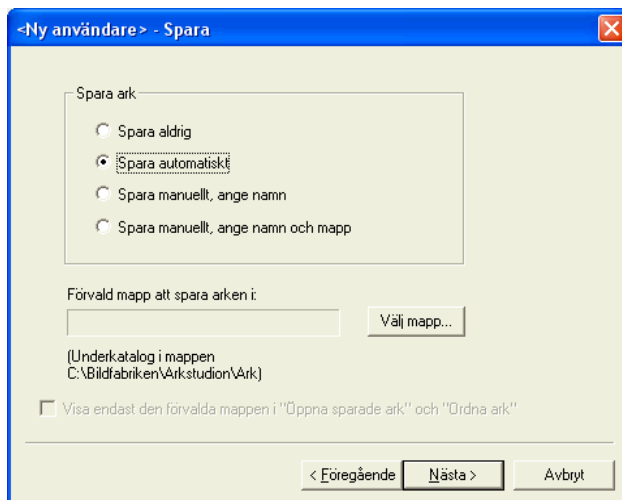 <Ny användare> - Spara
Spara ark
Spara aldrig
Spara automatiskt
Spara manuellt, ange namn
Spara manuellt, ange namn och mapp
Förvald mapp att spara arken i:
Välj mapp...
(Underkatalog i mappen
C:\Bildfabriken\Arkstudion\Ark)
Visa endast den förvalda mappen i "Öppna sparade ark" och "Ordna ark"
< Föregående Nästa > Avbryt